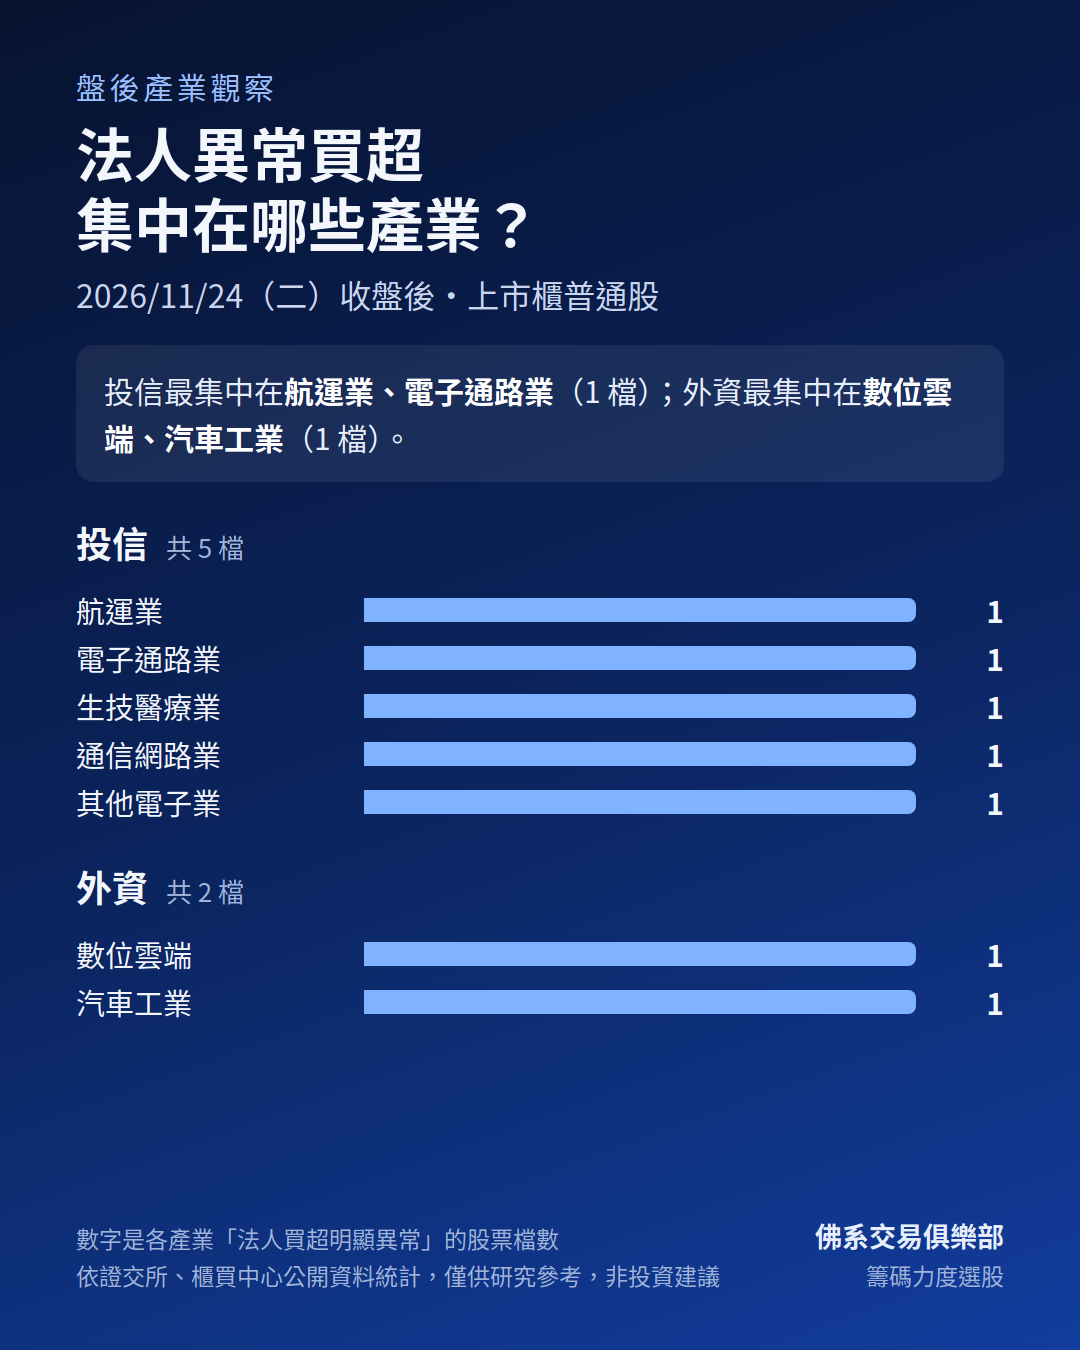 盤後產業觀察
法人異常買超
集中在哪些產業？
2026/11/24（二）收盤後・上市櫃普通股
投信最集中在航運業、電子通路業（1 檔）；外資最集中在數位雲
端、汽車工業（1 檔）。
投信 共 5 檔
航運業 1
電子通路業 1
生技醫療業 1
通信網路業 1
其他電子業 1
外資 共 2 檔
數位雲端 1
汽車工業 1
數字是各產業「法人買超明顯異常」的股票檔數
依證交所、櫃買中心公開資料統計，僅供研究參考，非投資建議
佛系交易俱樂部
籌碼力度選股